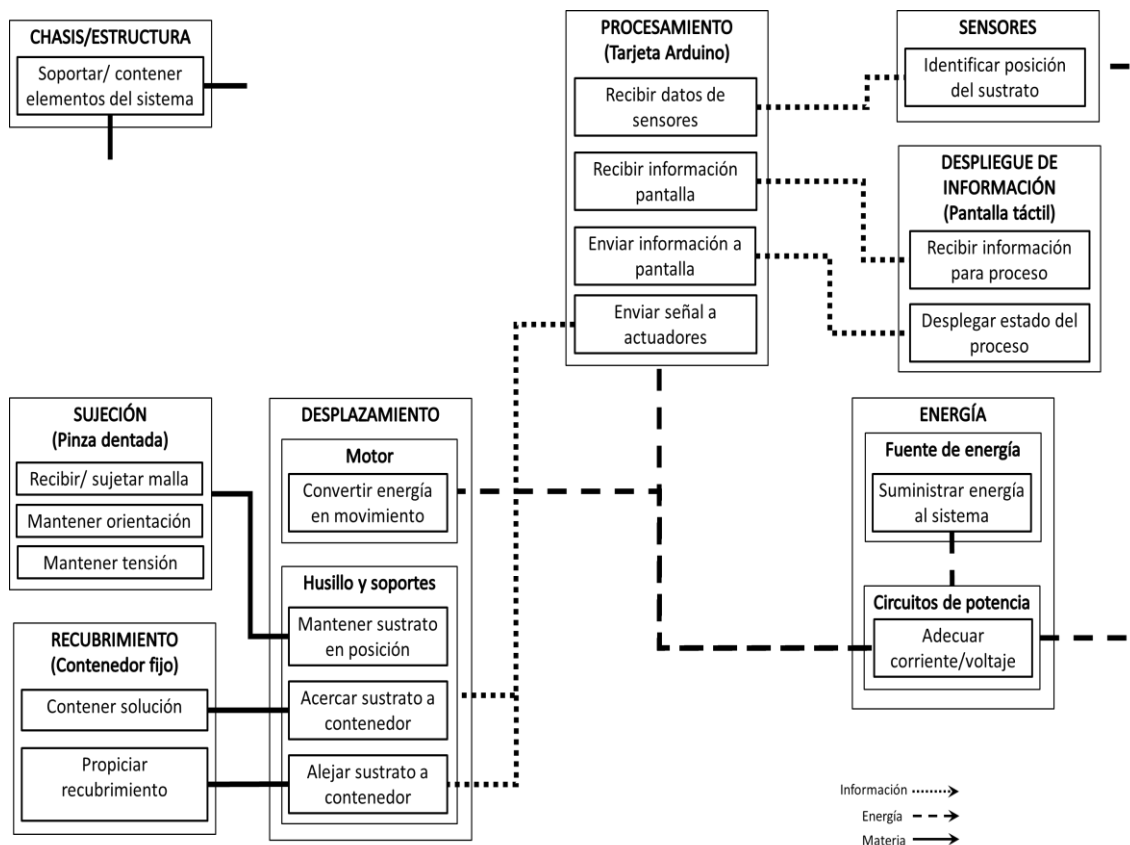 CHASIS/ESTRUCTURA
Soportar/ contener
elementos del sistema
PROCESAMIENTO
(Tarjeta Arduino)
Recibir datos de
sensores
Recibir información
pantalla
Enviar información a
pantalla
Enviar señal a
actuadores
SENSORES
Identificar posición
del sustrato
DESPLIEGUE DE
INFORMACIÓN
(Pantalla táctil)
Recibir información
para proceso
Desplegar estado del
proceso
SUJECIÓN
(Pinza dentada)
Recibir/ sujetar malla
Mantener orientación
Mantener tensión
RECUBRIMIENTO
(Contenedor fijo)
Contener solución
Propiciar
recubrimiento
DESPLAZAMIENTO
Motor
Convertir energía
en movimiento
Husillo y soportes
Mantener sustrato
en posición
Acercar sustrato a
contenedor
Alejar sustrato a
contenedor
ENERGÍA
Fuente de energía
Suministrar energía
al sistema
Circuitos de potencia
Adecuar
corriente/voltaje
Información
Energía
Materia